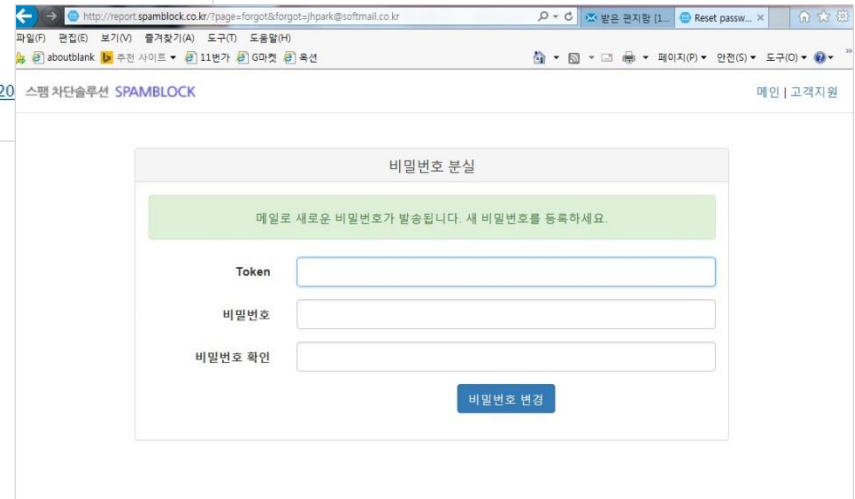 http://report.spamblock.co.kr/?page=forgot&forgot=jhpark@softmail.co.kr
받은 편지함 [1...
Reset passw...
파일(F) 편집(E) 보기(V) 즐겨찾기(A) 도구(T) 도움말(H)
aboutblank 추천 사이트 11번가 G마켓 옥션 페이지(P) 안전(S) 도구(O)
20
스팸 차단솔루션 SPAMBLOCK 메인 | 고객지원
비밀번호 분실
메일로 새로운 비밀번호가 발송됩니다. 새 비밀번호를 등록하세요.
Token
비밀번호
비밀번호 확인
비밀번호 변경